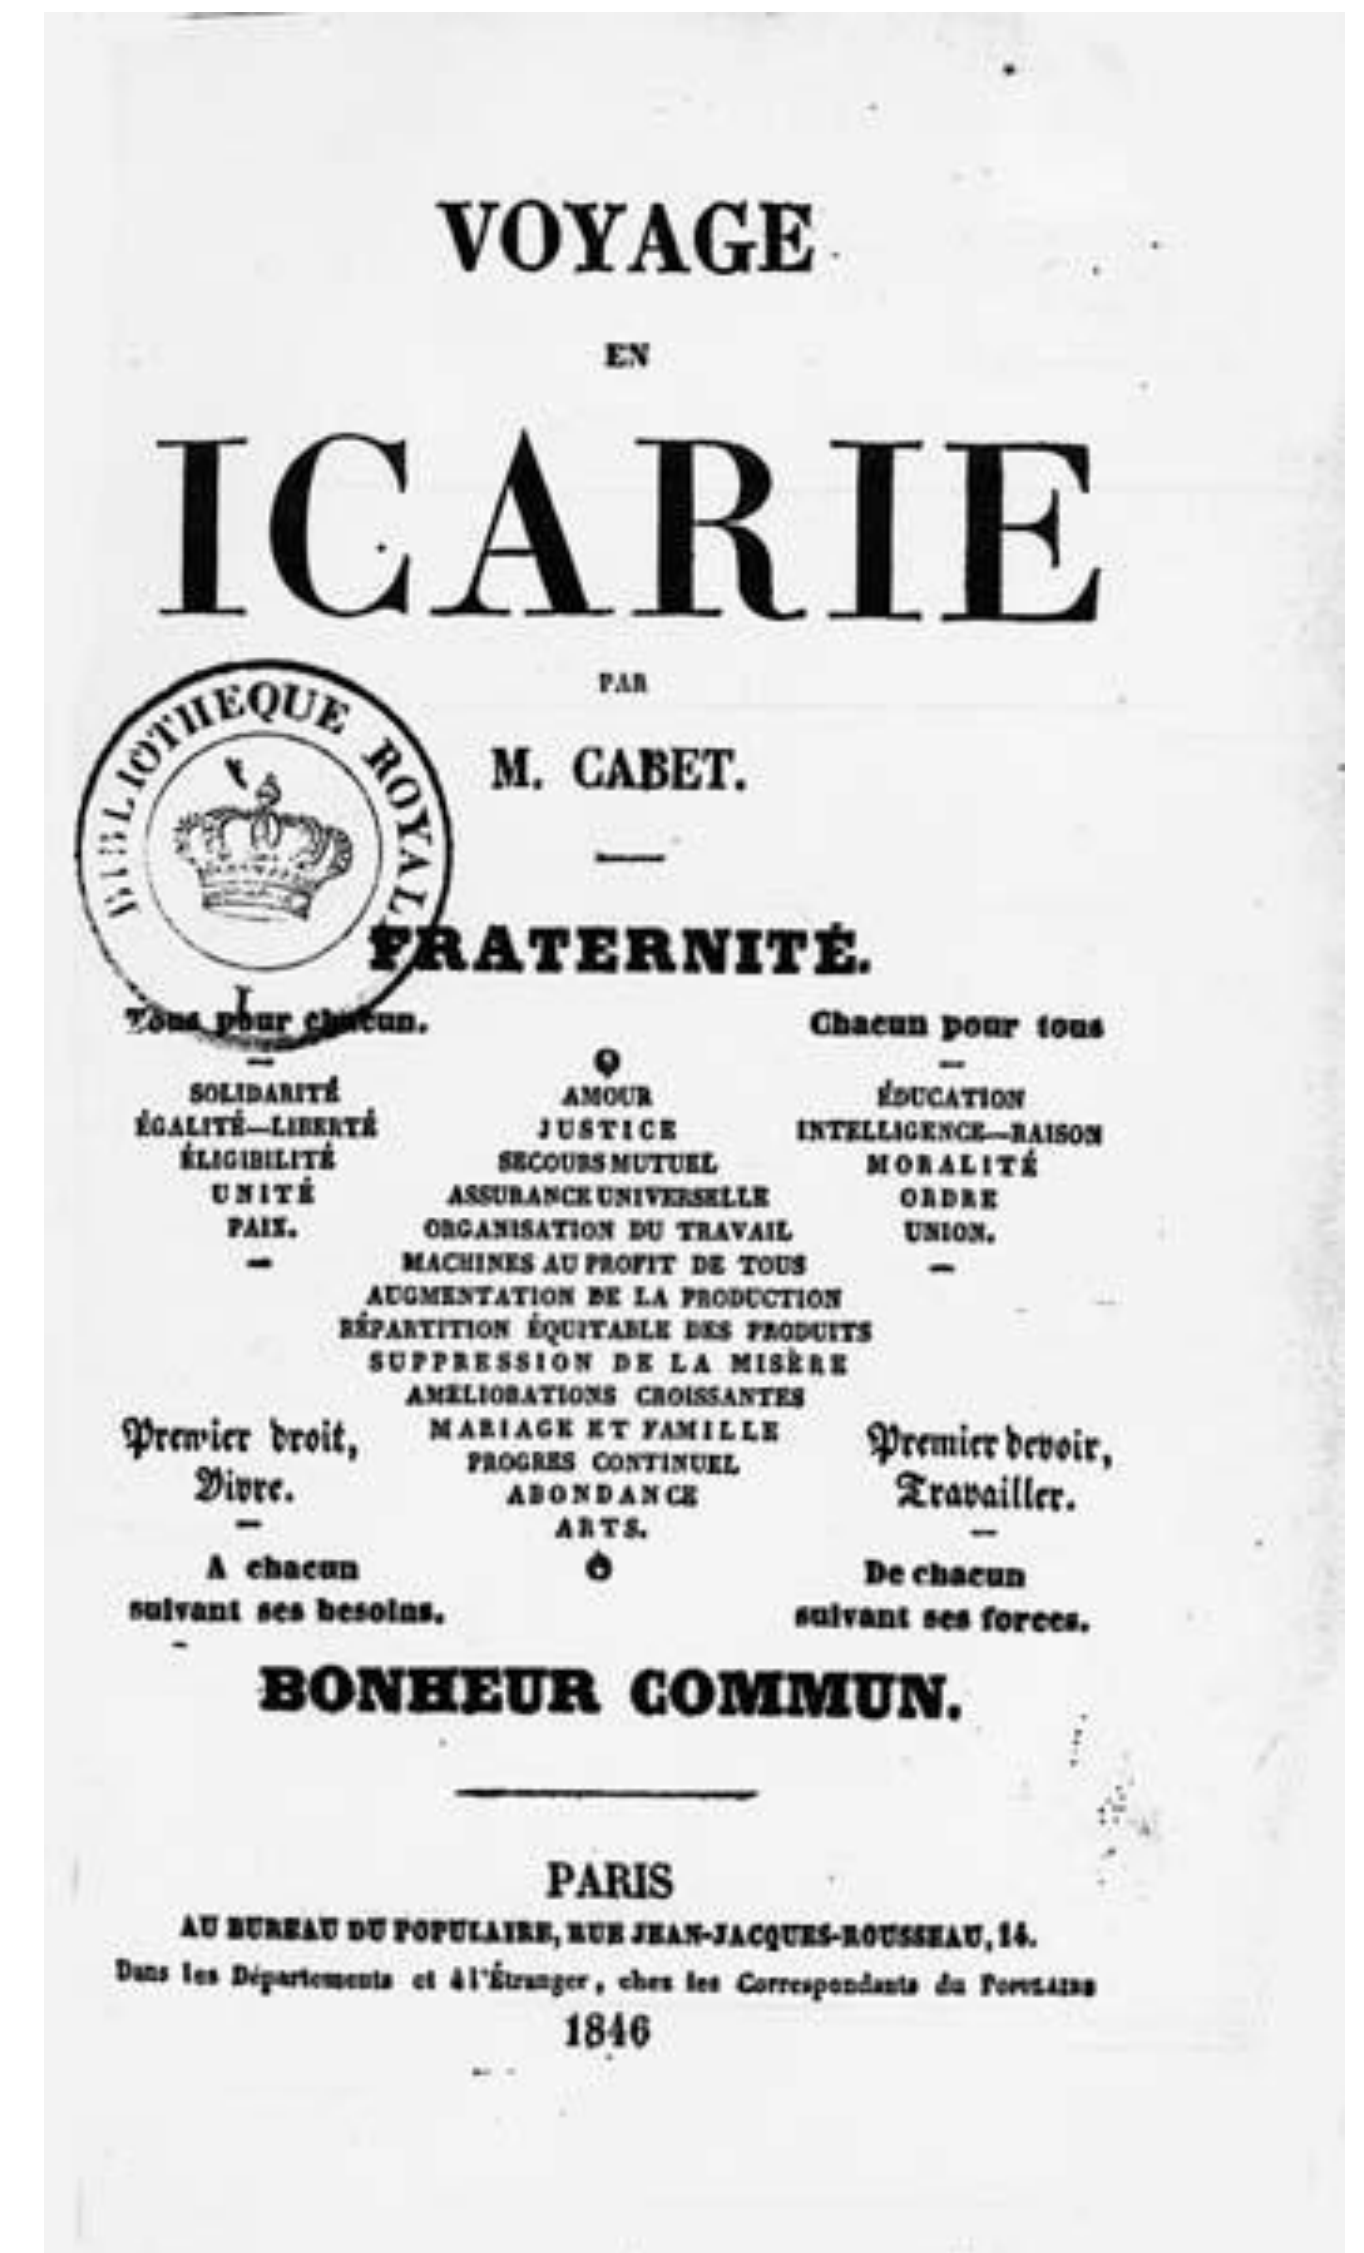 VOYAGE
EN
ICARIE
PAR
M. CABET.
BIBLIOTHEQUE ROYALE
FRATERNITÉ.
Tous pour chacun.
SOLIDARITÉ
ÉGALITÉ—LIBERTÉ
ÉLIGIBILITÉ
UNITÉ
PAIX.
Chacun pour tous
ÉDUCATION
INTELLIGENCE—RAISON
MORALITÉ
ORDRE
UNION.
AMOUR
JUSTICE
SECOURS MUTUEL
ASSURANCE UNIVERSELLE
ORGANISATION DU TRAVAIL
MACHINES AU PROFIT DE TOUS
AUGMENTATION DE LA PRODUCTION
RÉPARTITION ÉQUITABLE DES PRODUITS
SUPPRESSION DE LA MISÈRE
AMÉLIORATIONS CROISSANTES
MARIAGE ET FAMILLE
PROGRES CONTINUEL
ABONDANCE
ARTS.
Premier droit,
Vivre.
A chacun
suivant ses besoins.
Premier devoir,
Travailler.
De chacun
suivant ses forces.
BONHEUR COMMUN.
PARIS
AU BUREAU DU POPULAIRE, RUE JEAN-JACQUES-ROUSSEAU, 14.
Dans les Départements et à l'Étranger, chez les Correspondants du POPULAIRE
1846